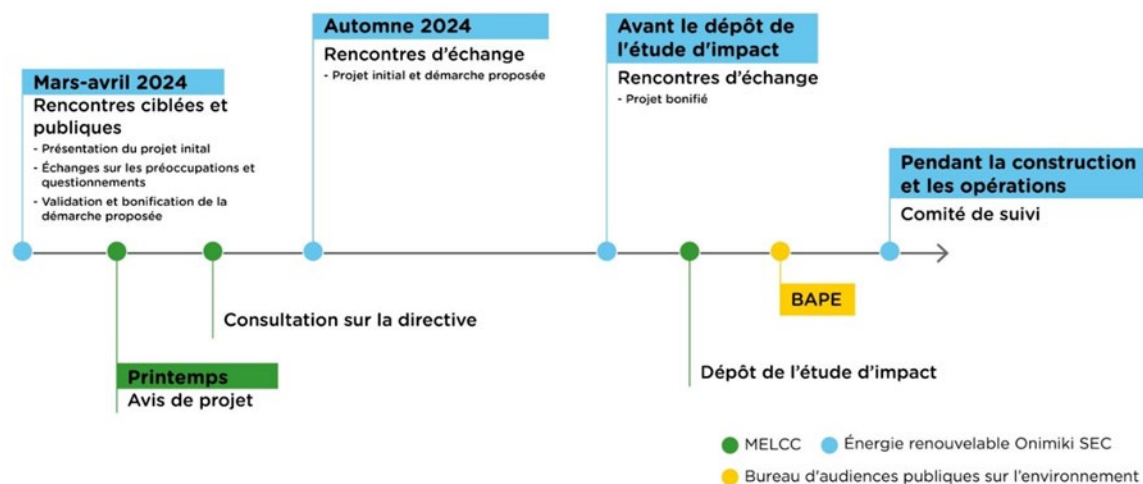 Mars-avril 2024
Rencontres ciblées et
publiques
- Présentation du projet inital
- Échanges sur les préoccupations et
questionnements
- Validation et bonification de la
démarche proposée
Automne 2024
Rencontres d'échange
- Projet initial et démarche proposée
Avant le dépôt de
l'étude d'impact
Rencontres d'échange
- Projet bonifié
Pendant la construction
et les opérations
Comité de suivi
Printemps
Avis de projet
Consultation sur la directive
Dépôt de l'étude d'impact
BAPE
MELCC
Énergie renouvelable Onimiki SEC
Bureau d'audiences publiques sur l'environnement